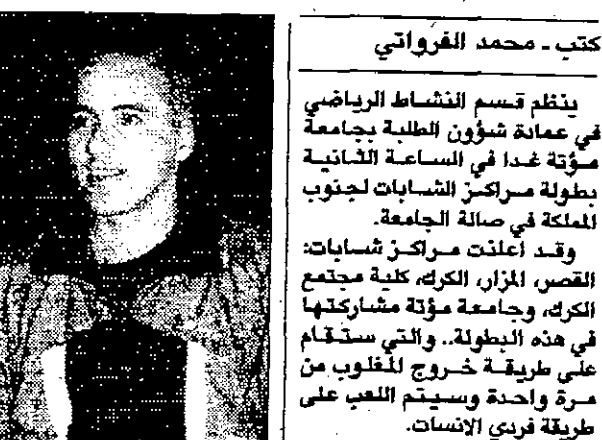 كتب ـ محمد الفرواتي
ينظم قسم النشاط الرياضي
في عمادة شؤون الطلبة بجامعة
مؤتة غدا في الساعة الثانية
بطولة مراكز الشابات لجنوب
المملكة في صالة الجامعة.
وقد أعلنت مراكز شابات:
القصر، المزار، الكرك، كلية مجتمع
الكرك، وجامعة مؤتة مشاركتها
في هذه البطولة.. والتي ستقام
على طريقة خروج المغلوب من
مرة واحدة وسيتم اللعب على
طريقة فردي الانسات.